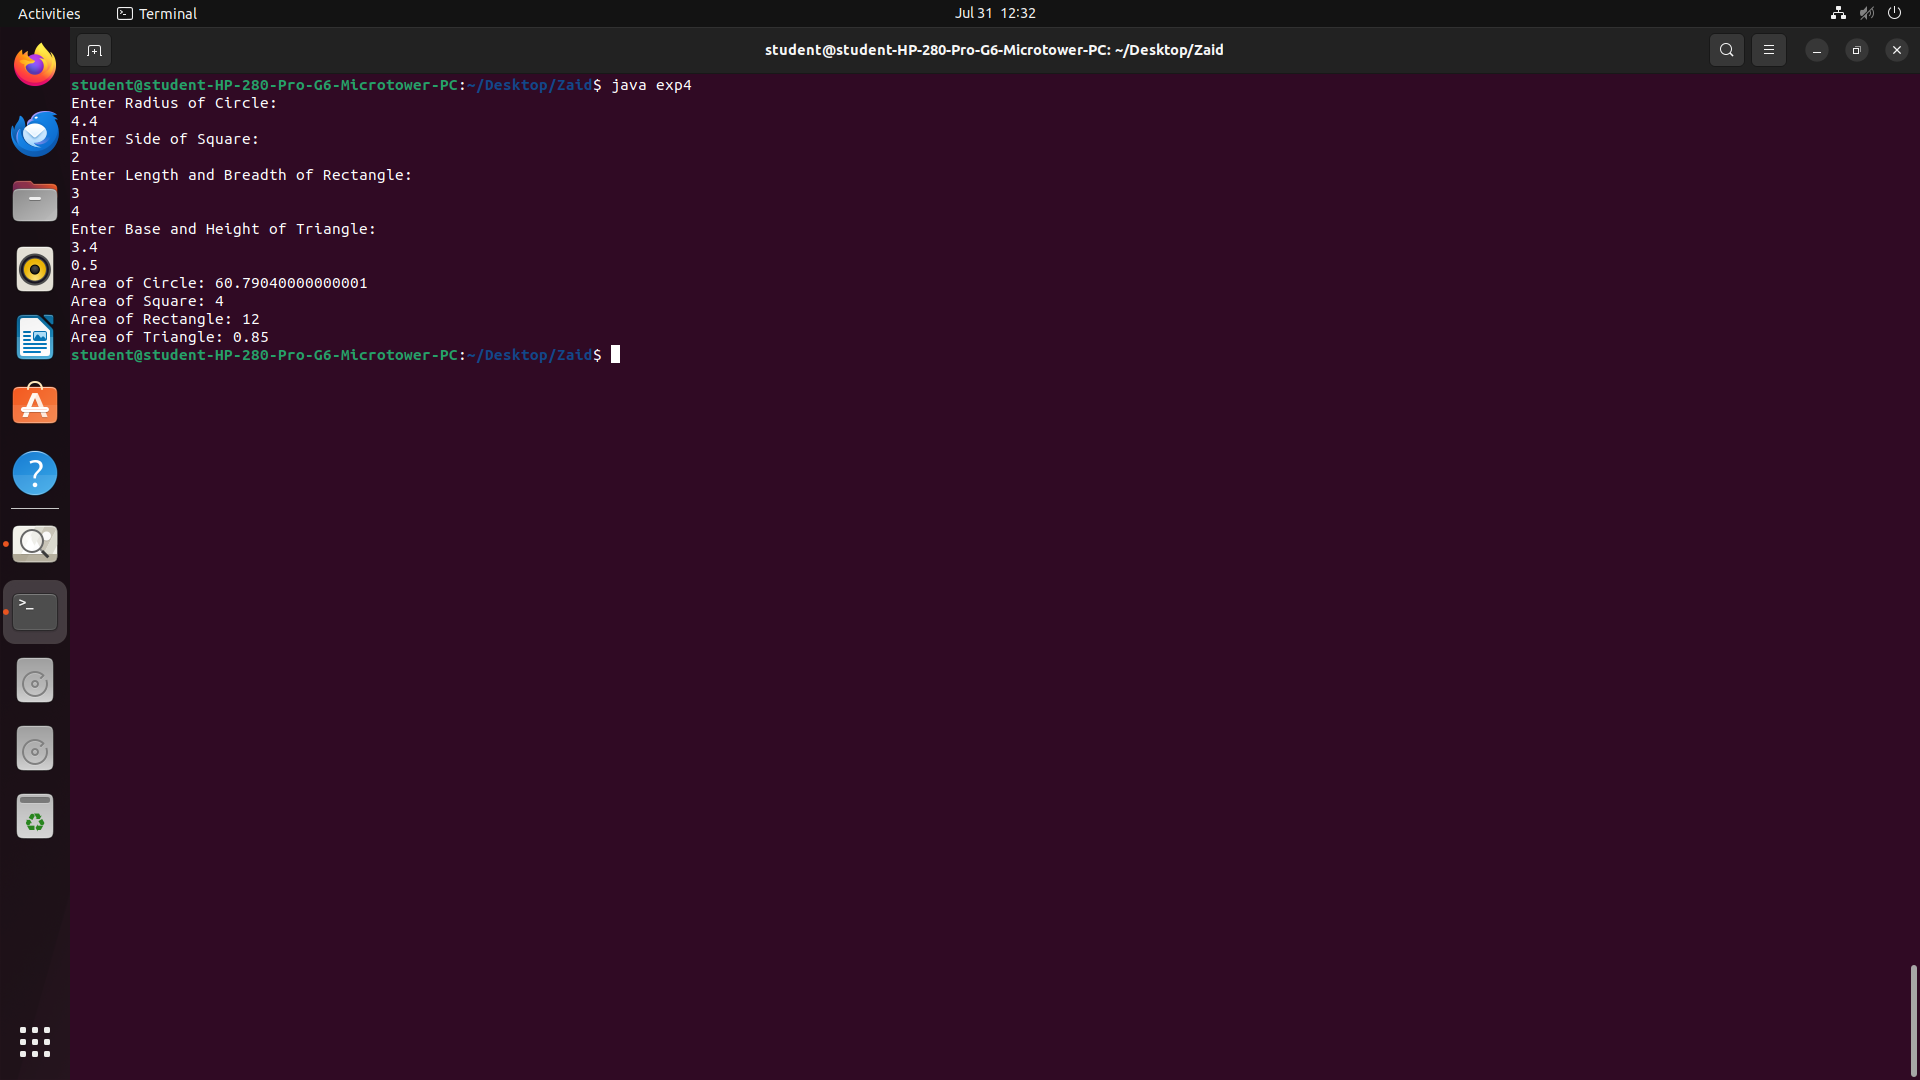 Activities
Terminal
Jul 31 12:32
student@student-HP-280-Pro-G6-Microtower-PC: ~/Desktop/Zaid
student@student-HP-280-Pro-G6-Microtower-PC:~/Desktop/Zaid$ java exp4
Enter Radius of Circle:
4.4
Enter Side of Square:
2
Enter Length and Breadth of Rectangle:
3
4
Enter Base and Height of Triangle:
3.4
0.5
Area of Circle: 60.79040000000001
Area of Square: 4
Area of Rectangle: 12
Area of Triangle: 0.85
student@student-HP-280-Pro-G6-Microtower-PC:~/Desktop/Zaid$